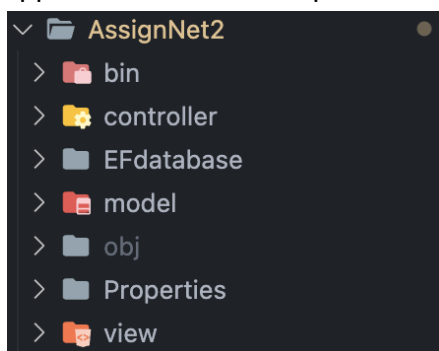 AssignNet2
bin
controller
EFdatabase
model
obj
Properties
view